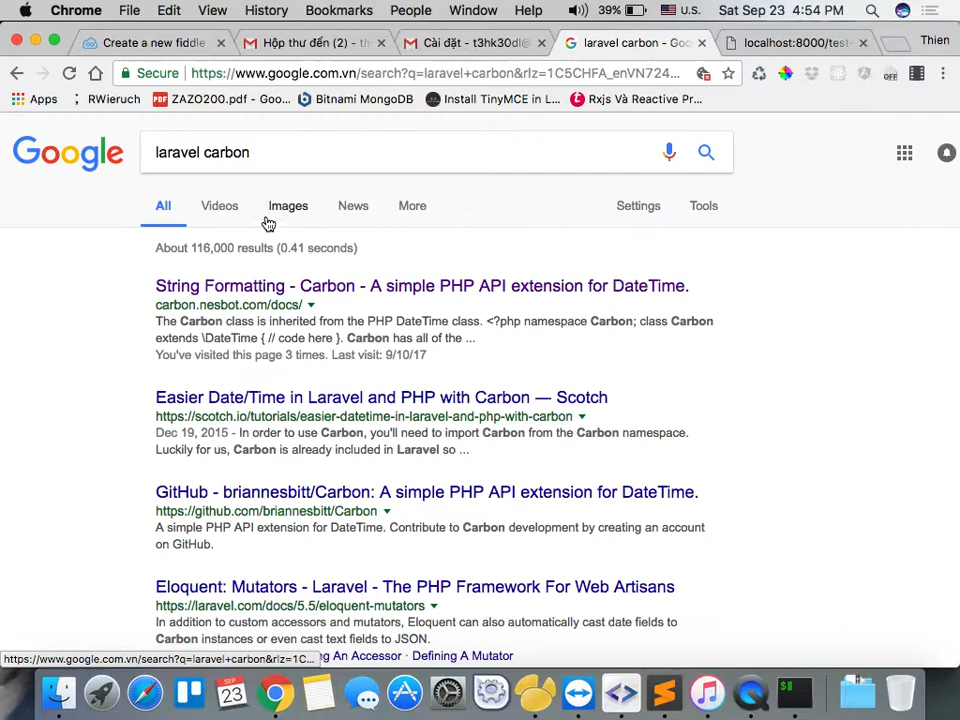 Chrome File Edit View History Bookmarks People Window Help 39% U.S. Sat Sep 23 4:54 PM
Create a new fiddle × Hộp thư đến (2) - t × Cài đặt - t3hk30dl@ × laravel carbon - Goo × localhost:8000/test- × Thien
Secure https://www.google.com.vn/search?q=laravel+carbon&rlz=1C5CHFA_enVN724... OFF
Apps RWieruch ZAZO200.pdf - Goo... Bitnami MongoDB Install TinyMCE in L... Rxjs Và Reactive Pr...
Google laravel carbon
All Videos Images News More Settings Tools
About 116,000 results (0.41 seconds)
String Formatting - Carbon - A simple PHP API extension for DateTime.
carbon.nesbot.com/docs/
The Carbon class is inherited from the PHP DateTime class. <?php namespace Carbon; class Carbon
extends \DateTime { // code here }. Carbon has all of the ...
You've visited this page 3 times. Last visit: 9/10/17
Easier Date/Time in Laravel and PHP with Carbon — Scotch
https://scotch.io/tutorials/easier-datetime-in-laravel-and-php-with-carbon
Dec 19, 2015 - In order to use Carbon, you'll need to import Carbon from the Carbon namespace.
Luckily for us, Carbon is already included in Laravel so ...
GitHub - briannesbitt/Carbon: A simple PHP API extension for DateTime.
https://github.com/briannesbitt/Carbon
A simple PHP API extension for DateTime. Contribute to Carbon development by creating an account
on GitHub.
Eloquent: Mutators - Laravel - The PHP Framework For Web Artisans
https://laravel.com/docs/5.5/eloquent-mutators
In addition to custom accessors and mutators, Eloquent can also automatically cast date fields to
Carbon instances or even cast text fields to JSON.
https://www.google.com.vn/search?q=laravel+carbon&rlz=1C... ng An Accessor · Defining A Mutator
SEP
23